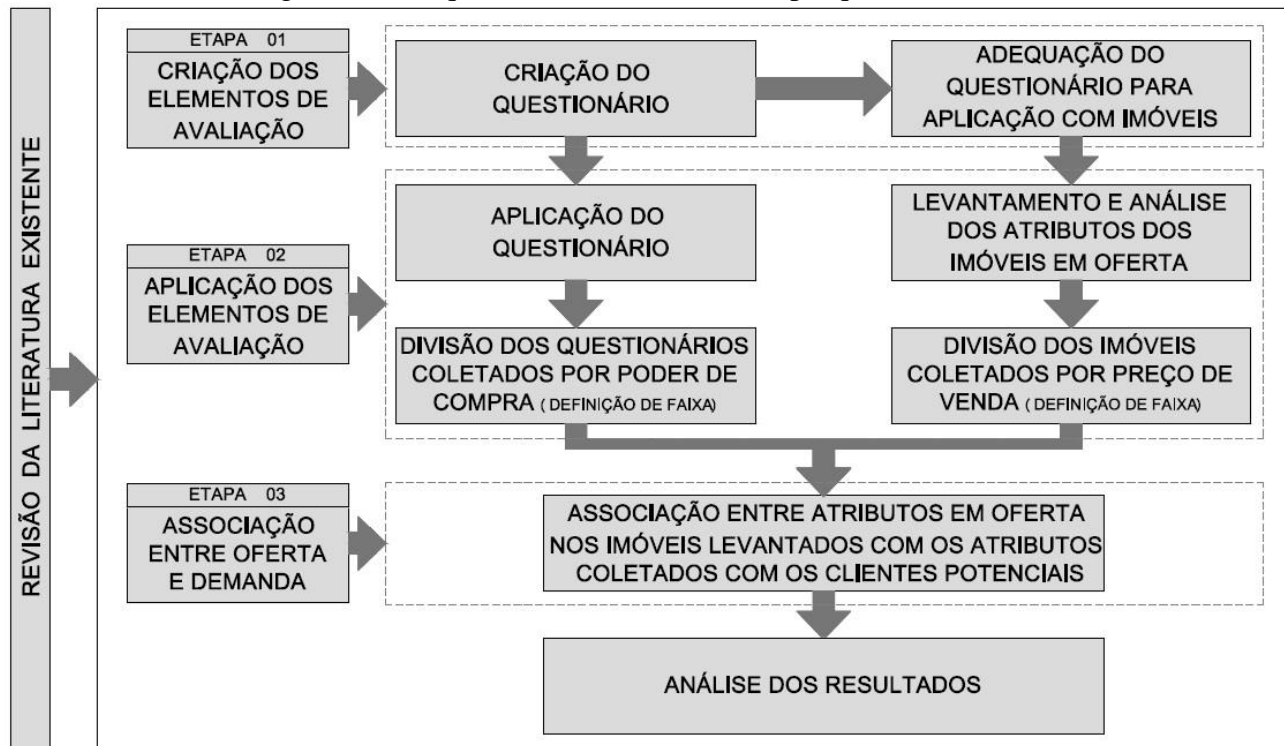 REVISÃO DA LITERATURA EXISTENTE
ETAPA 01
CRIAÇÃO DOS
ELEMENTOS DE
AVALIAÇÃO
CRIAÇÃO DO
QUESTIONÁRIO
ADEQUAÇÃO DO
QUESTIONÁRIO PARA
APLICAÇÃO COM IMÓVEIS
ETAPA 02
APLICAÇÃO DOS
ELEMENTOS DE
AVALIAÇÃO
APLICAÇÃO DO
QUESTIONÁRIO
LEVANTAMENTO E ANÁLISE
DOS ATRIBUTOS DOS
IMÓVEIS EM OFERTA
DIVISÃO DOS QUESTIONÁRIOS
COLETADOS POR PODER DE
COMPRA ( DEFINIÇÃO DE FAIXA)
DIVISÃO DOS IMÓVEIS
COLETADOS POR PREÇO DE
VENDA ( DEFINIÇÃO DE FAIXA)
ETAPA 03
ASSOCIAÇÃO
ENTRE OFERTA
E DEMANDA
ASSOCIAÇÃO ENTRE ATRIBUTOS EM OFERTA
NOS IMÓVEIS LEVANTADOS COM OS ATRIBUTOS
COLETADOS COM OS CLIENTES POTENCIAIS
ANÁLISE DOS RESULTADOS